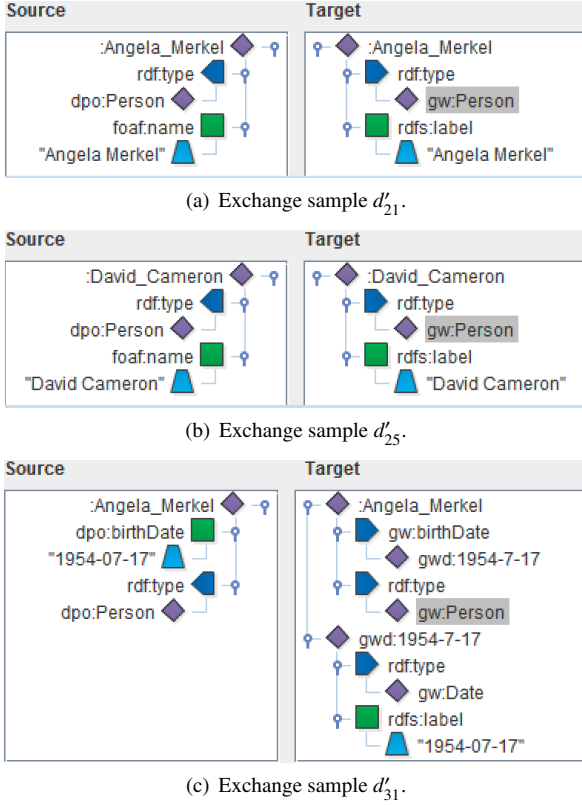 Source
Target
:Angela_Merkel
rdf:type
dpo:Person
foaf:name
"Angela Merkel"
:Angela_Merkel
rdf:type
gw:Person
rdfs:label
"Angela Merkel"
(a) Exchange sample d′21.
Source
Target
:David_Cameron
rdf:type
dpo:Person
foaf:name
"David Cameron"
:David_Cameron
rdf:type
gw:Person
rdfs:label
"David Cameron"
(b) Exchange sample d′25.
Source
Target
:Angela_Merkel
dpo:birthDate
"1954-07-17"
rdf:type
dpo:Person
:Angela_Merkel
gw:birthDate
gwd:1954-7-17
rdf:type
gw:Person
gwd:1954-7-17
rdf:type
gw:Date
rdfs:label
"1954-07-17"
(c) Exchange sample d′31.